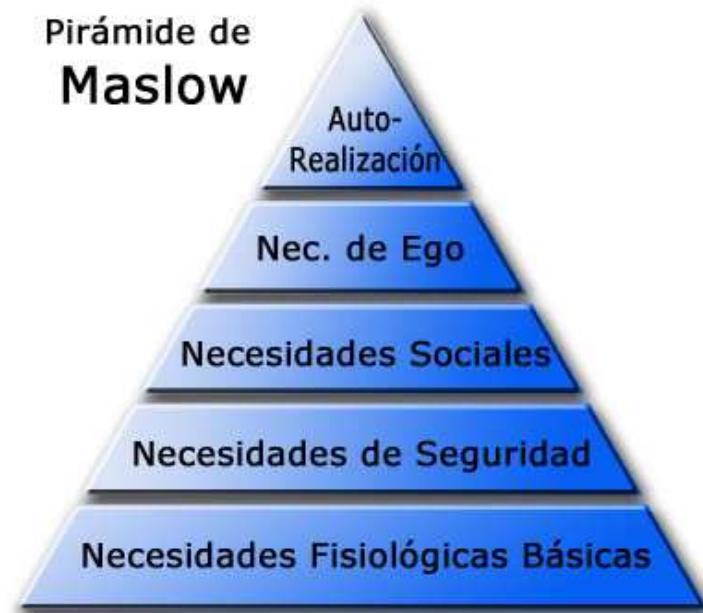 Pirámide de
Maslow
Auto-
Realización
Nec. de Ego
Necesidades Sociales
Necesidades de Seguridad
Necesidades Fisiológicas Básicas